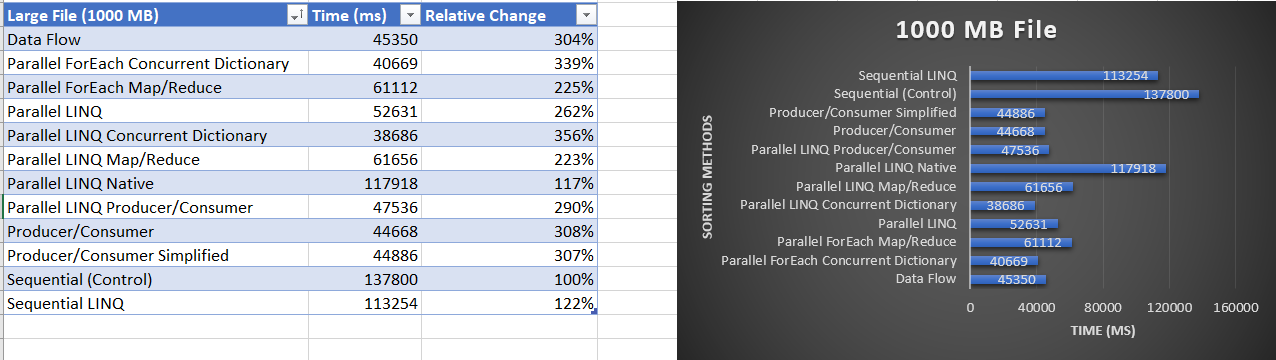 Large File (1000 MB) Time (ms) Relative Change
Data Flow 45350 304%
Parallel ForEach Concurrent Dictionary 40669 339%
Parallel ForEach Map/Reduce 61112 225%
Parallel LINQ 52631 262%
Parallel LINQ Concurrent Dictionary 38686 356%
Parallel LINQ Map/Reduce 61656 223%
Parallel LINQ Native 117918 117%
Parallel LINQ Producer/Consumer 47536 290%
Producer/Consumer 44668 308%
Producer/Consumer Simplified 44886 307%
Sequential (Control) 137800 100%
Sequential LINQ 113254 122%
1000 MB File
SORTING METHODS
Sequential LINQ 113254
Sequential (Control) 137800
Producer/Consumer Simplified 44886
Producer/Consumer 44668
Parallel LINQ Producer/Consumer 47536
Parallel LINQ Native 117918
Parallel LINQ Map/Reduce 61656
Parallel LINQ Concurrent Dictionary 38686
Parallel LINQ 52631
Parallel ForEach Map/Reduce 61112
Parallel ForEach Concurrent Dictionary 40669
Data Flow 45350
0 40000 80000 120000 160000
TIME (MS)